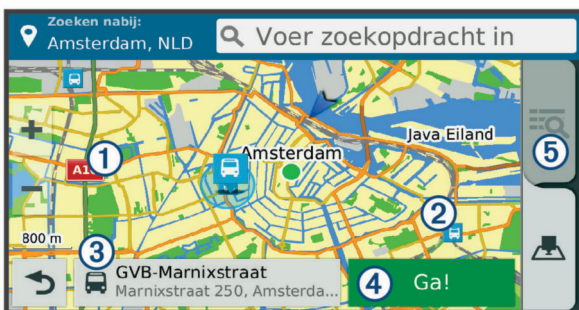 Zoeken nabij:
Amsterdam, NLD
Voer zoekopdracht in
Java Eiland
5
1
Amsterdam
2
800 m
3
GVB-Marnixstraat
Marnixstraat 250, Amsterda...
4
Ga!